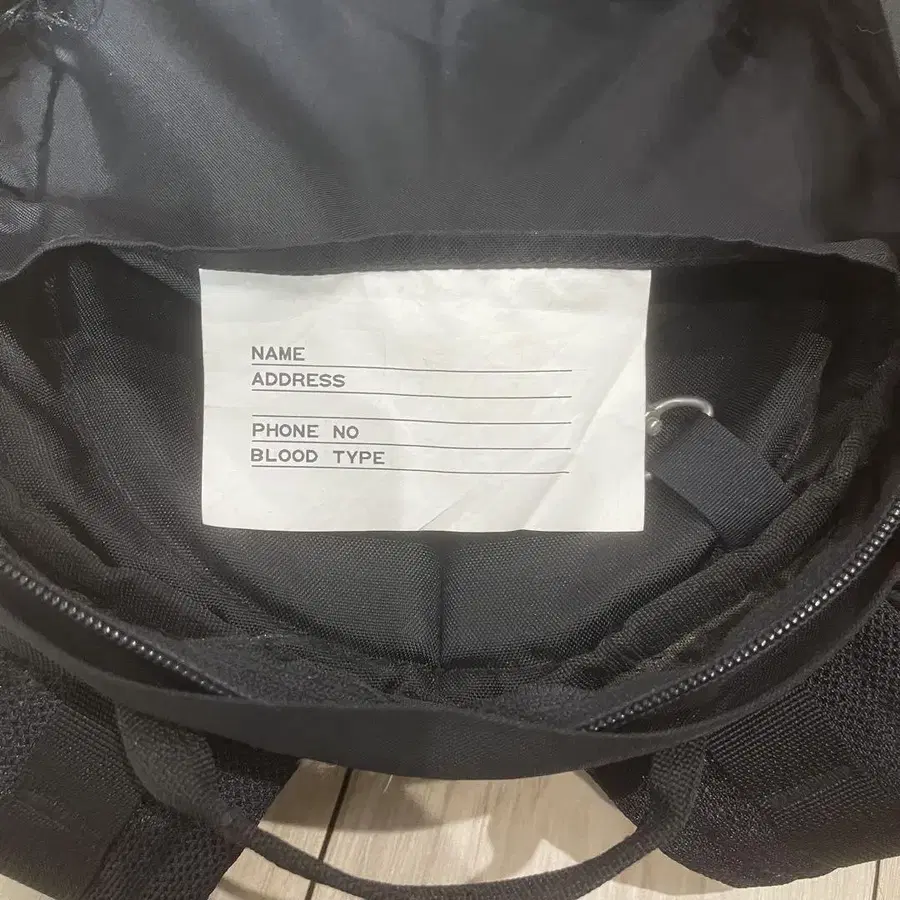 NAME
ADDRESS
PHONE NO
BLOOD TYPE